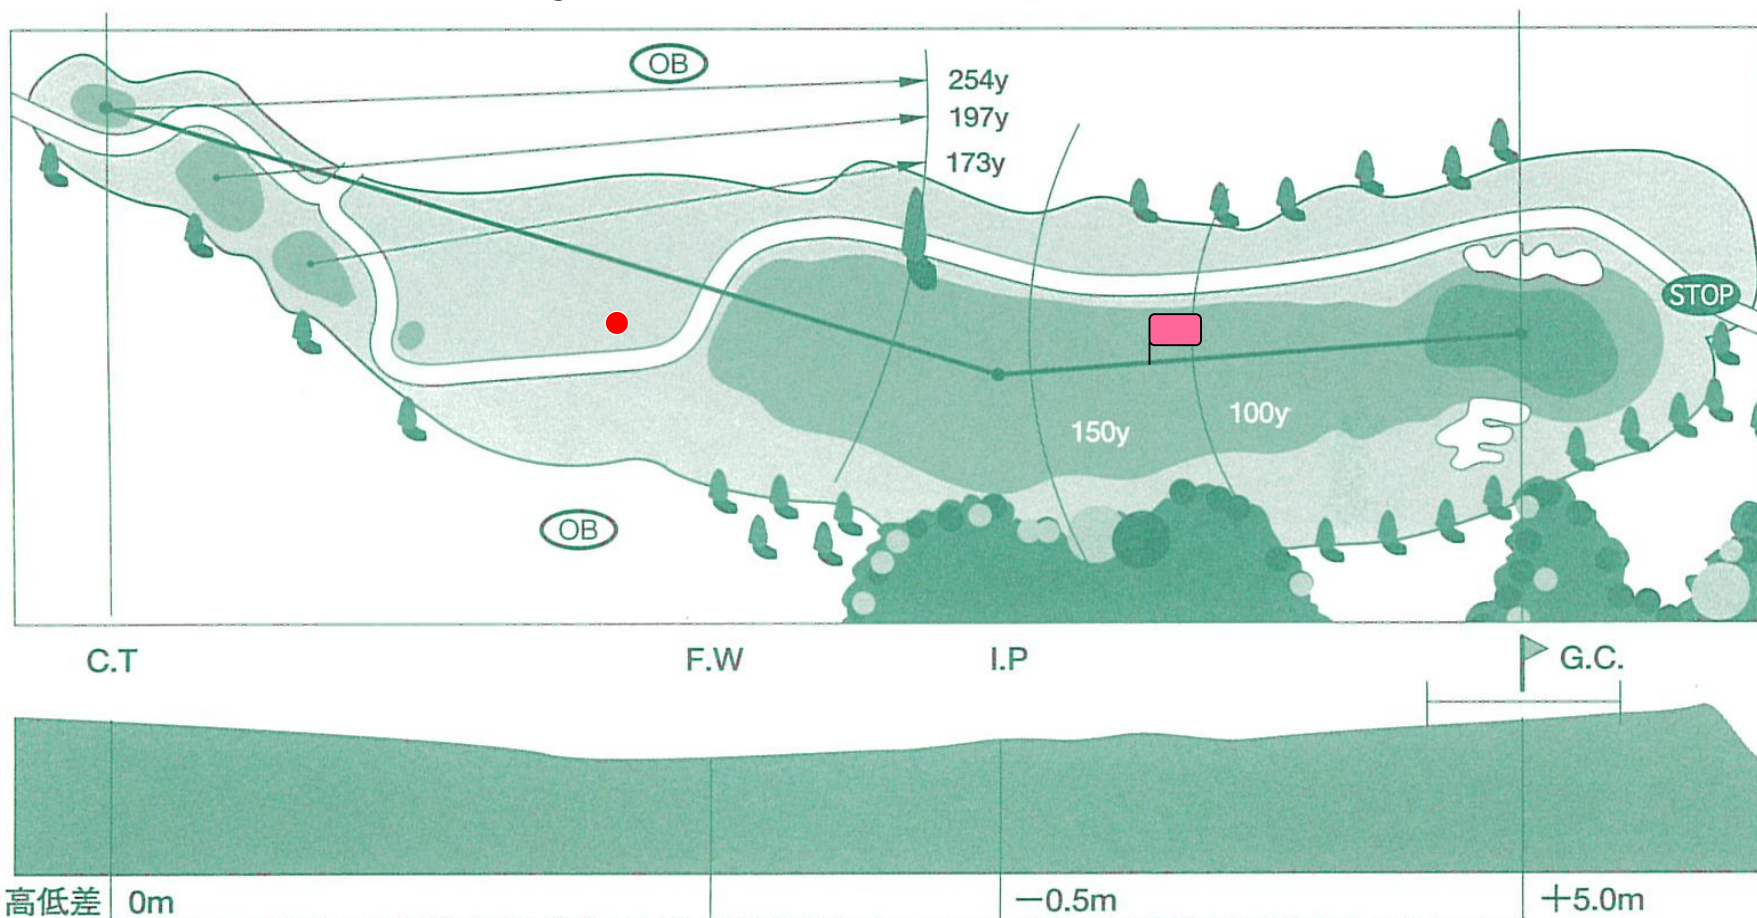 OB
254y
197y
173y
STOP
150y
100y
OB
C.T
F.W
I.P
G.C.
高低差
0m
−0.5m
+5.0m